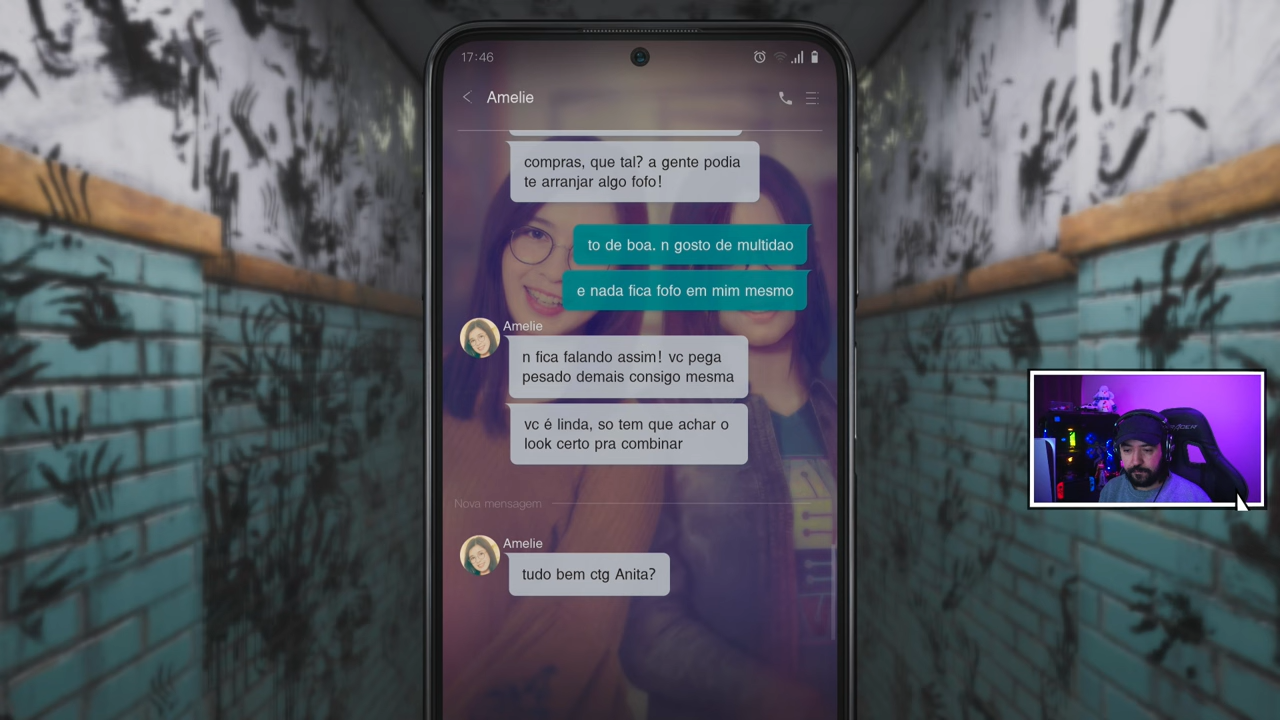 17:46
Amelie
compras, que tal? a gente podia
te arranjar algo fofo!
to de boa. n gosto de multidao
e nada fica fofo em mim mesmo
Amelie
n fica falando assim! vc pega
pesado demais consigo mesma
vc é linda, so tem que achar o
look certo pra combinar
Nova mensagem
Amelie
tudo bem ctg Anita?